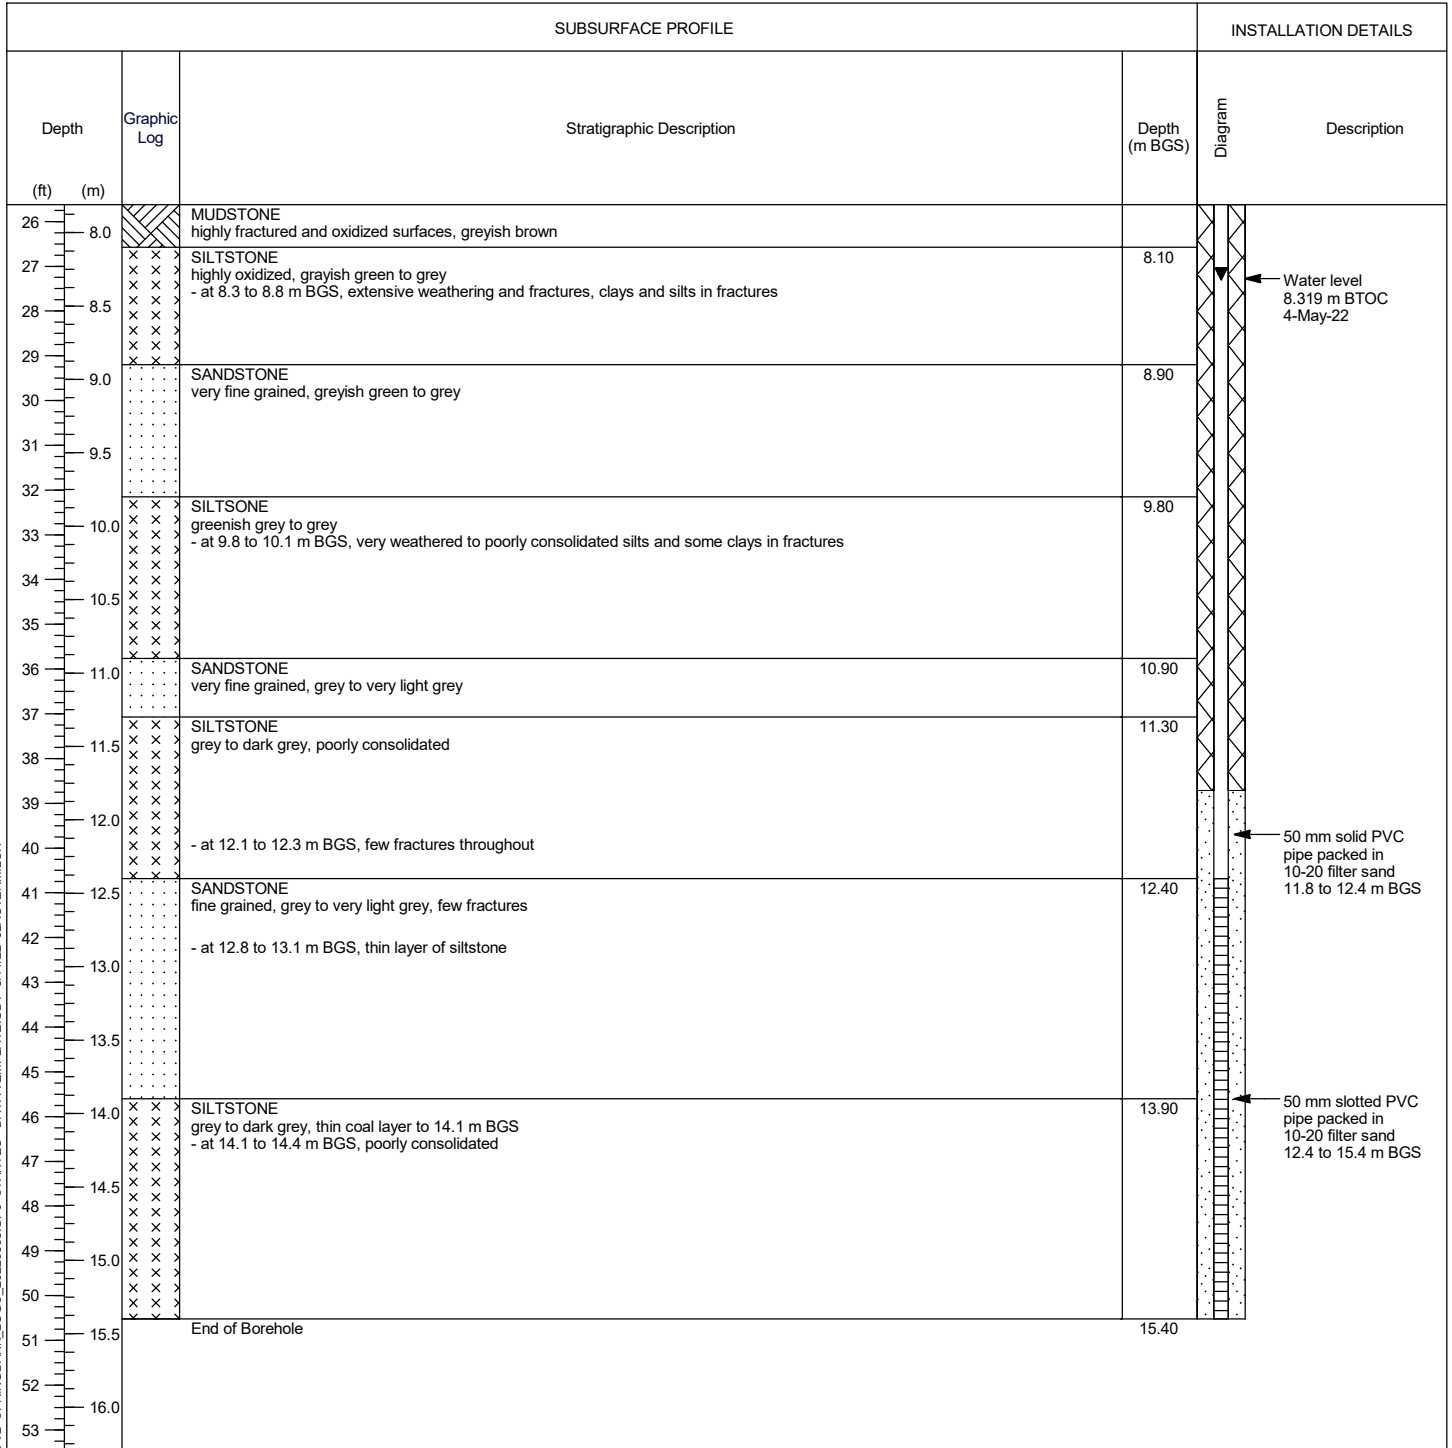 SUBSURFACE PROFILE
INSTALLATION DETAILS
Depth
Graphic
Log
Stratigraphic Description
Depth
(m BGS)
Diagram
Description
(ft) (m)
MUDSTONE
highly fractured and oxidized surfaces, greyish brown
SILTSTONE
8.10
highly oxidized, grayish green to grey
- at 8.3 to 8.8 m BGS, extensive weathering and fractures, clays and silts in fractures
Water level
8.319 m BTOC
4-May-22
SANDSTONE
8.90
very fine grained, greyish green to grey
SILTSONE
9.80
greenish grey to grey
- at 9.8 to 10.1 m BGS, very weathered to poorly consolidated silts and some clays in fractures
SANDSTONE
10.90
very fine grained, grey to very light grey
SILTSTONE
11.30
grey to dark grey, poorly consolidated
- at 12.1 to 12.3 m BGS, few fractures throughout
50 mm solid PVC
pipe packed in
10-20 filter sand
11.8 to 12.4 m BGS
SANDSTONE
12.40
fine grained, grey to very light grey, few fractures
- at 12.8 to 13.1 m BGS, thin layer of siltstone
SILTSTONE
13.90
grey to dark grey, thin coal layer to 14.1 m BGS
- at 14.1 to 14.4 m BGS, poorly consolidated
50 mm slotted PVC
pipe packed in
10-20 filter sand
12.4 to 15.4 m BGS
End of Borehole
15.40
26
27
28
29
30
31
32
33
34
35
36
37
38
39
40
41
42
43
44
45
46
47
48
49
50
51
52
53
8.0
8.5
9.0
9.5
10.0
10.5
11.0
11.5
12.0
12.5
13.0
13.5
14.0
14.5
15.0
15.5
16.0